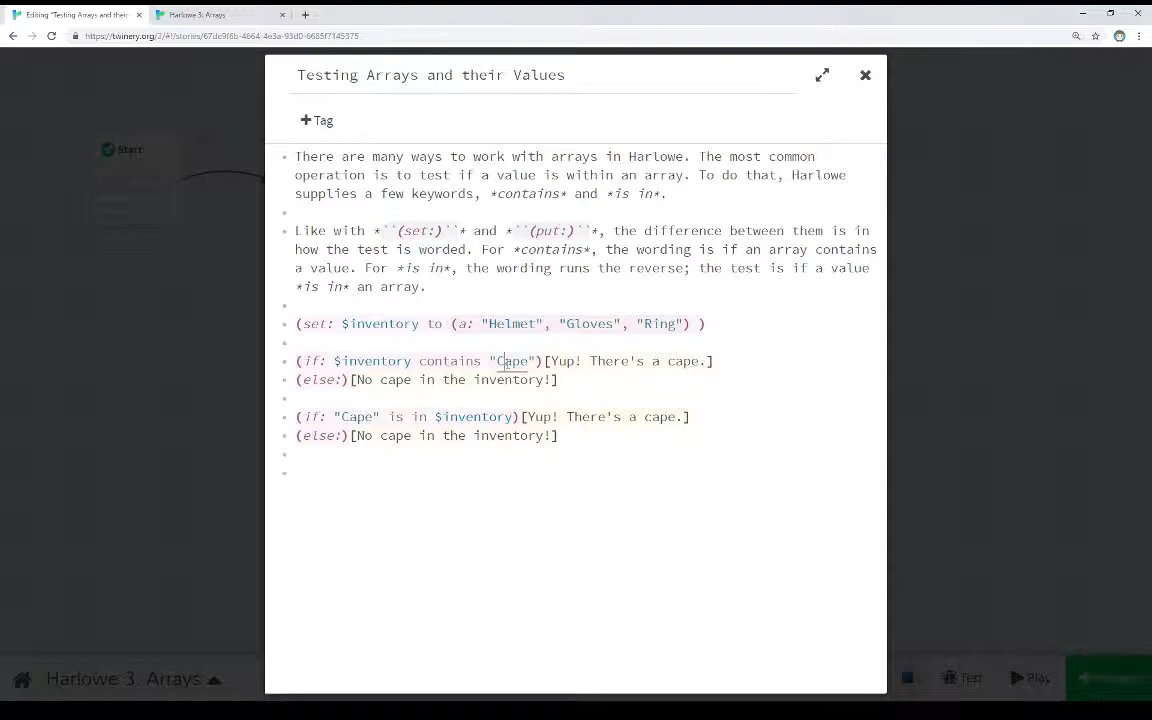 Editing "Testing Arrays and their
Harlowe 3: Arrays
https://twinery.org/2/#!/stories/67de9f6b-4664-4e3a-93d0-6685f7145375
Testing Arrays and their Values
+Tag
Start
There are many ways to work with arrays in Harlowe. The most common
operation is to test if a value is within an array. To do that, Harlowe
supplies a few keywords, *contains* and *is in*.
Like with *``(set:)``* and *``(put:)``*, the difference between them is in
how the test is worded. For *contains*, the wording is if an array contains
a value. For *is in*, the wording runs the reverse; the test is if a value
*is in* an array.
(set: $inventory to (a: "Helmet", "Gloves", "Ring") )
(if: $inventory contains "Cape")[Yup! There's a cape.]
(else:)[No cape in the inventory!]
(if: "Cape" is in $inventory)[Yup! There's a cape.]
(else:)[No cape in the inventory!]
Harlowe 3: Arrays
Test
Play